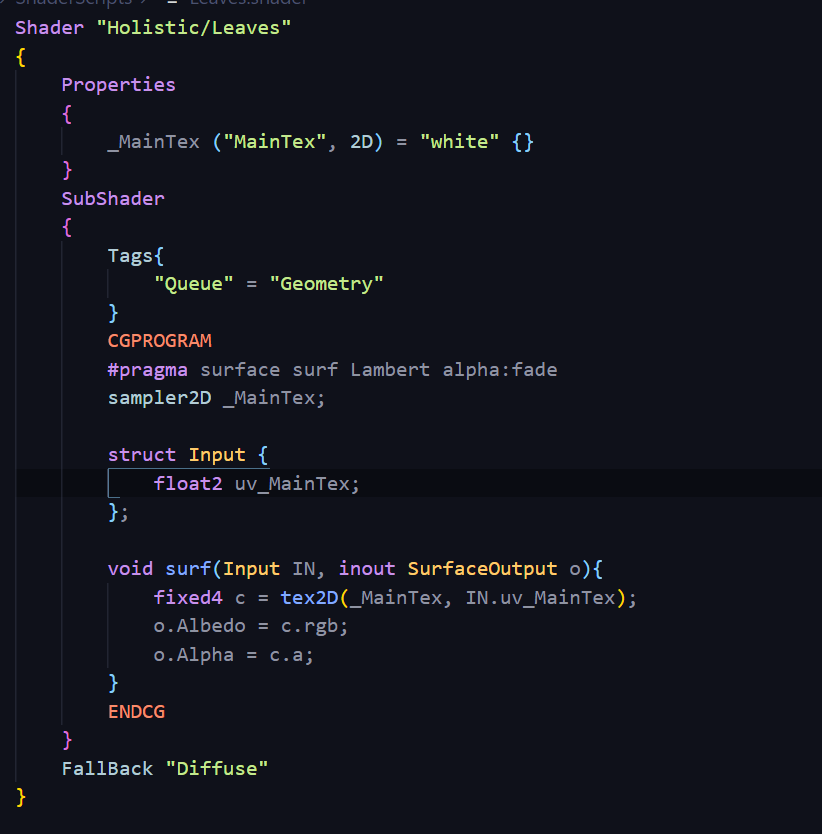 ShaderScripts > Leaves.shader
Shader "Holistic/Leaves"
{
    Properties
    {
        _MainTex ("MainTex", 2D) = "white" {}
    }
    SubShader
    {
        Tags{
            "Queue" = "Geometry"
        }
        CGPROGRAM
        #pragma surface surf Lambert alpha:fade
        sampler2D _MainTex;

        struct Input {
            float2 uv_MainTex;
        };

        void surf(Input IN, inout SurfaceOutput o){
            fixed4 c = tex2D(_MainTex, IN.uv_MainTex);
            o.Albedo = c.rgb;
            o.Alpha = c.a;
        }
        ENDCG
    }
    FallBack "Diffuse"
}